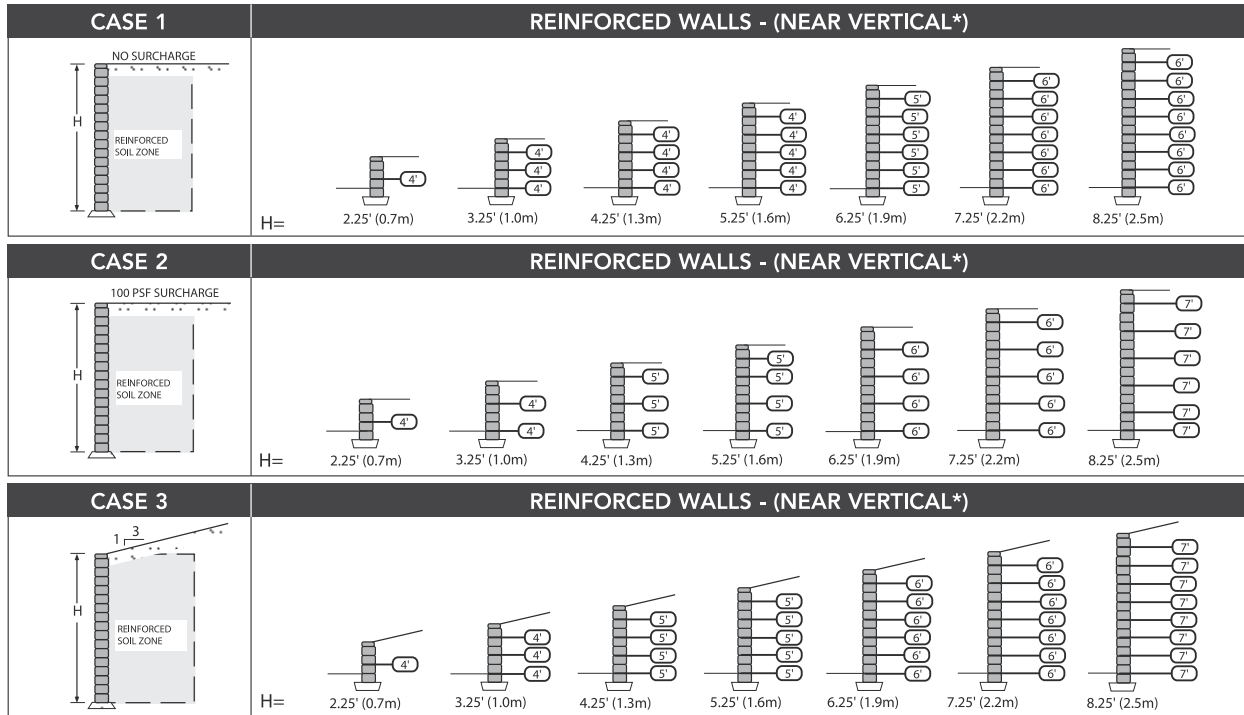 CASE 1
REINFORCED WALLS - (NEAR VERTICAL*)
NO SURCHARGE
H
REINFORCED
SOIL ZONE
6'
6' 6'
5' 6' 6'
4' 5' 6' 6'
4' 4' 5' 6' 6'
4' 4' 4' 5' 6' 6'
4' 4' 4' 5' 6' 6'
4'
4' 4' 4' 5' 6' 6'
H= 2.25' (0.7m) 3.25' (1.0m) 4.25' (1.3m) 5.25' (1.6m) 6.25' (1.9m) 7.25' (2.2m) 8.25' (2.5m)
CASE 2
REINFORCED WALLS - (NEAR VERTICAL*)
100 PSF SURCHARGE
H
REINFORCED
SOIL ZONE
7'
6'
7'
6' 6'
5' 7'
5' 5' 6' 6'
7'
4' 5' 5' 6' 6'
7'
4'
4' 5' 5' 6' 6' 7'
H= 2.25' (0.7m) 3.25' (1.0m) 4.25' (1.3m) 5.25' (1.6m) 6.25' (1.9m) 7.25' (2.2m) 8.25' (2.5m)
CASE 3
REINFORCED WALLS - (NEAR VERTICAL*)
1 3
H
REINFORCED
SOIL ZONE
7'
6' 7'
6' 6' 7'
5' 6' 6' 7'
5' 5' 6' 6' 7'
4' 5' 5' 6' 6' 7'
4' 5' 5' 6' 6' 7'
4'
4' 5' 5' 6' 6' 7'
H= 2.25' (0.7m) 3.25' (1.0m) 4.25' (1.3m) 5.25' (1.6m) 6.25' (1.9m) 7.25' (2.2m) 8.25' (2.5m)